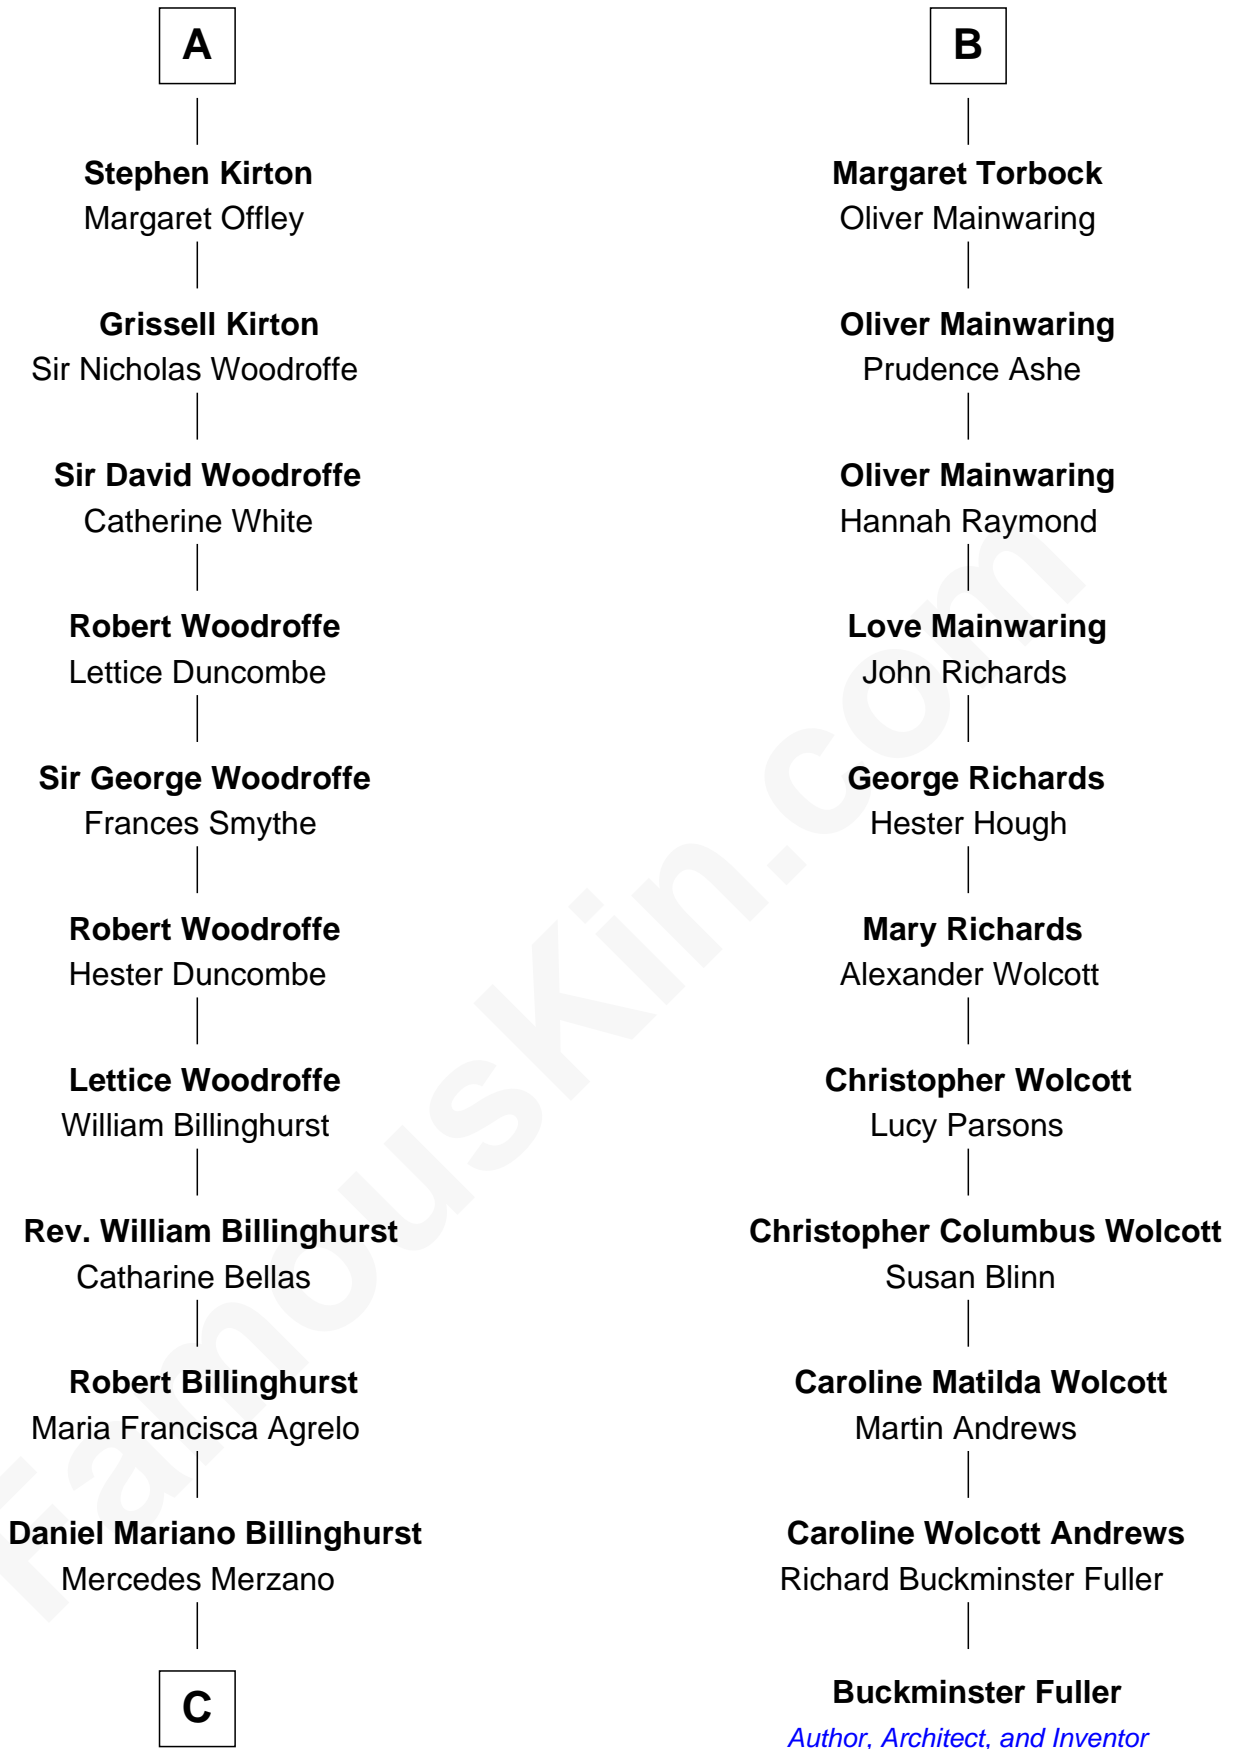 A
Stephen Kirton
Margaret Offley
Grissell Kirton
Sir Nicholas Woodroffe
Sir David Woodroffe
Catherine White
Robert Woodroffe
Lettice Duncombe
Sir George Woodroffe
Frances Smythe
Robert Woodroffe
Hester Duncombe
Lettice Woodroffe
William Billinghurst
Rev. William Billinghurst
Catharine Bellas
Robert Billinghurst
Maria Francisca Agrelo
Daniel Mariano Billinghurst
Mercedes Merzano
C
B
Margaret Torbock
Oliver Mainwaring
Oliver Mainwaring
Prudence Ashe
Oliver Mainwaring
Hannah Raymond
Love Mainwaring
John Richards
George Richards
Hester Hough
Mary Richards
Alexander Wolcott
Christopher Wolcott
Lucy Parsons
Christopher Columbus Wolcott
Susan Blinn
Caroline Matilda Wolcott
Martin Andrews
Caroline Wolcott Andrews
Richard Buckminster Fuller
Buckminster Fuller
Author, Architect, and Inventor
FamousKin.com